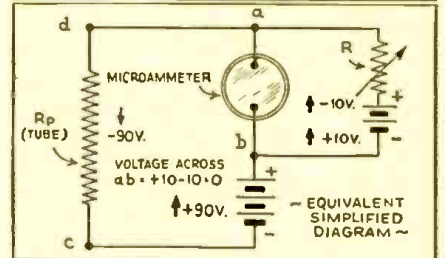 d
a
R
MICROAMMETER
-10V.
+
RP
(TUBE)
-90V.
+10V.
-
b
VOLTAGE ACROSS
ab = +10-10=0
+
+90V.
~ EQUIVALENT
SIMPLIFIED
DIAGRAM ~
-
c